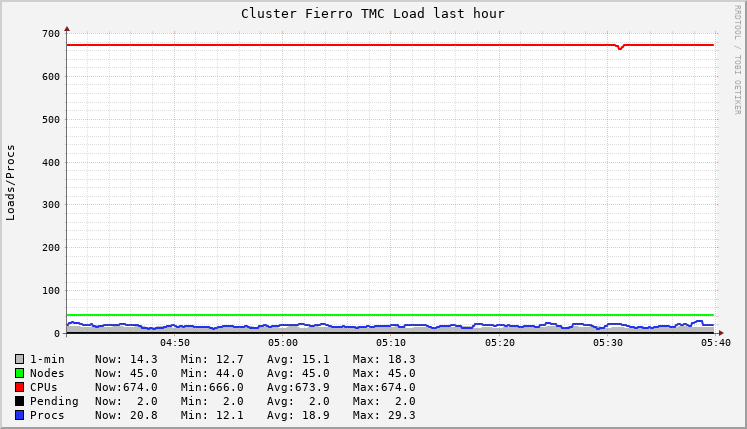 Cluster Fierro TMC Load last hour
RRDTOOL / TOBI OETIKER
Loads/Procs
700
600
500
400
300
200
100
0
04:50 05:00 05:10 05:20 05:30 05:40
1-min Now: 14.3 Min: 12.7 Avg: 15.1 Max: 18.3
Nodes Now: 45.0 Min: 44.0 Avg: 45.0 Max: 45.0
CPUs Now:674.0 Min:666.0 Avg:673.9 Max:674.0
Pending Now: 2.0 Min: 2.0 Avg: 2.0 Max: 2.0
Procs Now: 20.8 Min: 12.1 Avg: 18.9 Max: 29.3